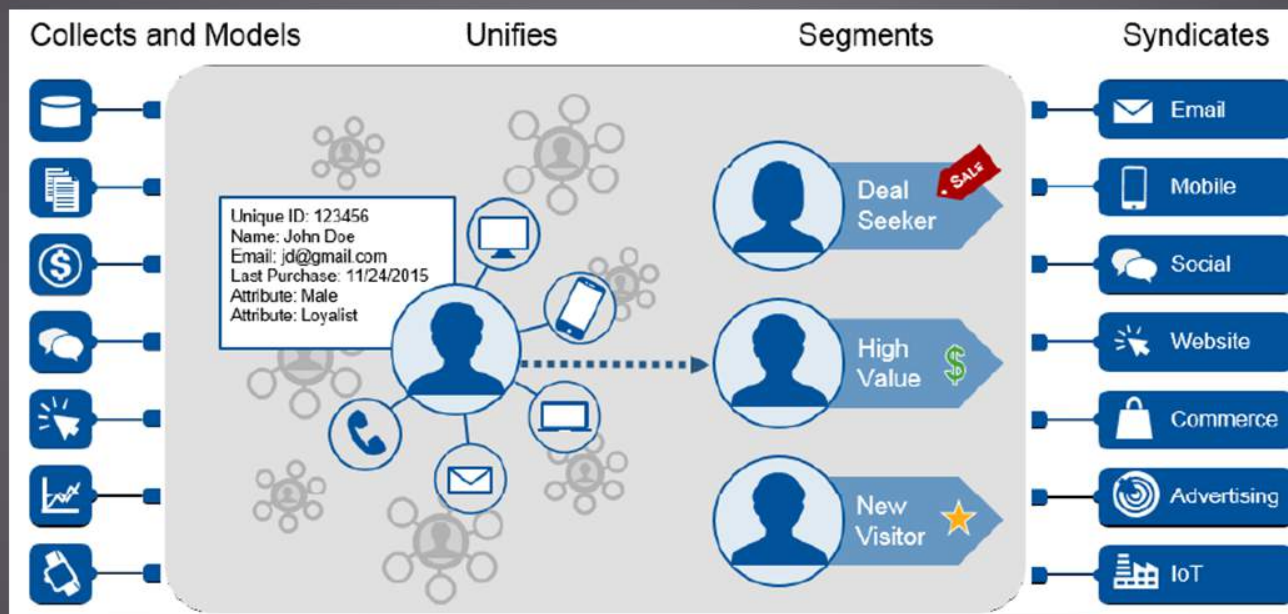 Collects and Models
Unifies
Segments
Syndicates
Unique ID: 123456
Name: John Doe
Email: jd@gmail.com
Last Purchase: 11/24/2015
Attribute: Male
Attribute: Loyalist
Deal
Seeker
SALE
High
Value
$
New
Visitor
$
Email
Mobile
Social
Website
Commerce
Advertising
IoT